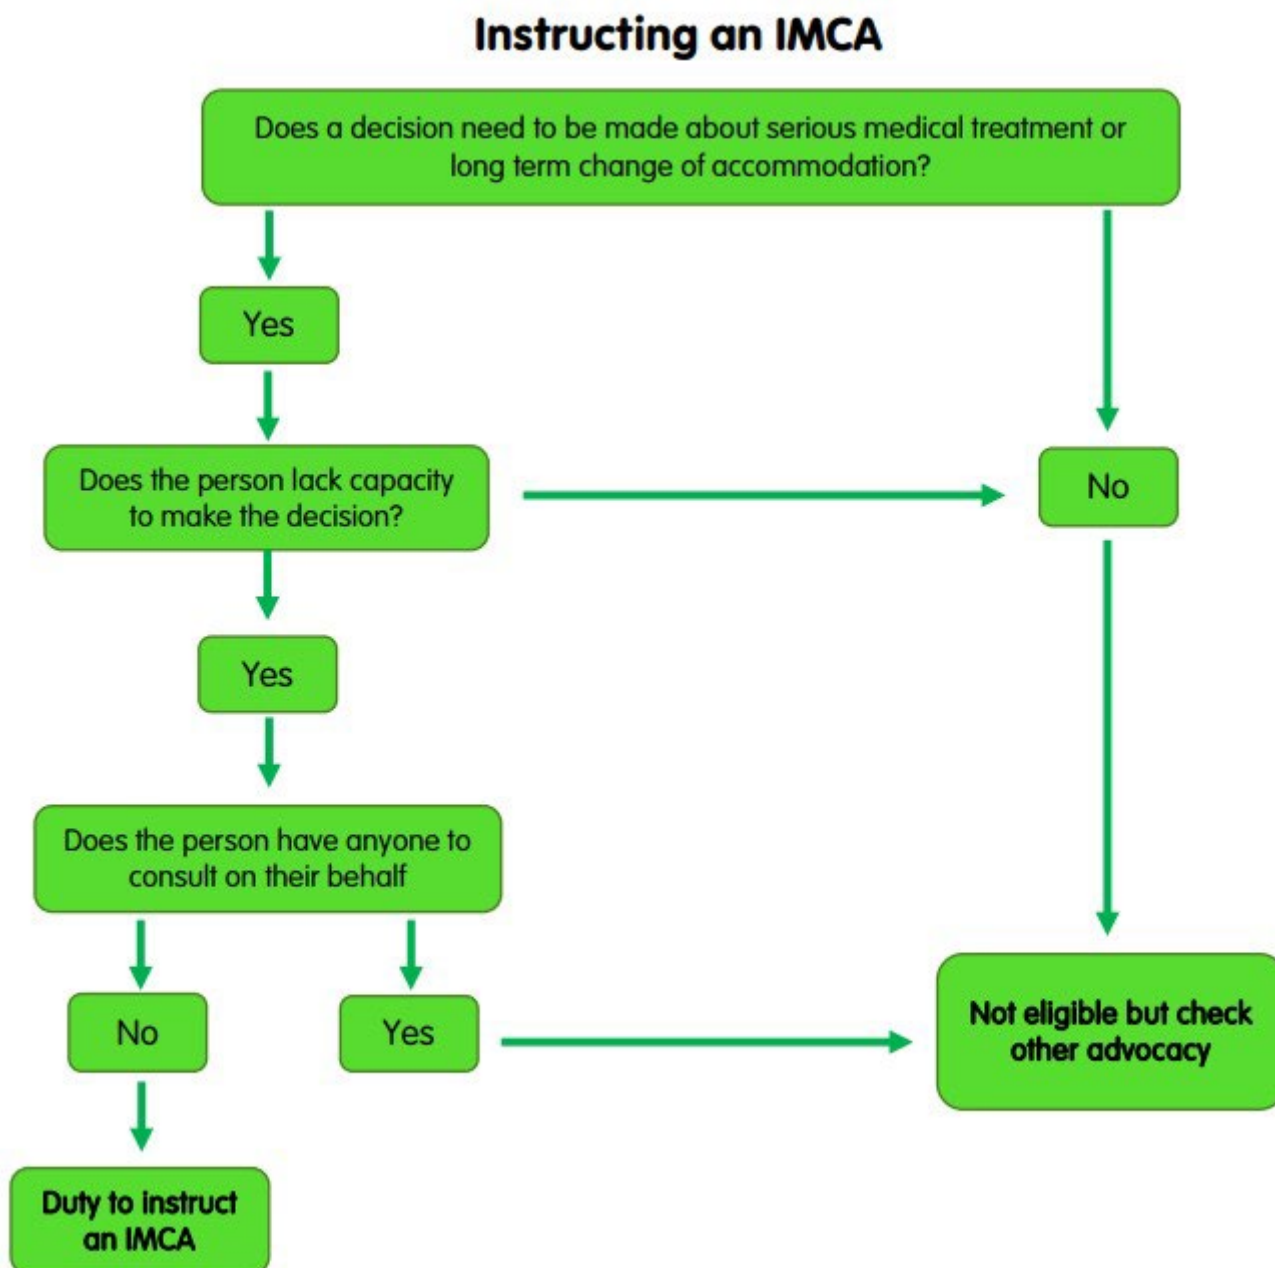 Instructing an IMCA
Does a decision need to be made about serious medical treatment or
long term change of accommodation?
Yes
Does the person lack capacity
to make the decision?
No
Yes
Does the person have anyone to
consult on their behalf
No
Yes
Not eligible but check
other advocacy
Duty to instruct
an IMCA